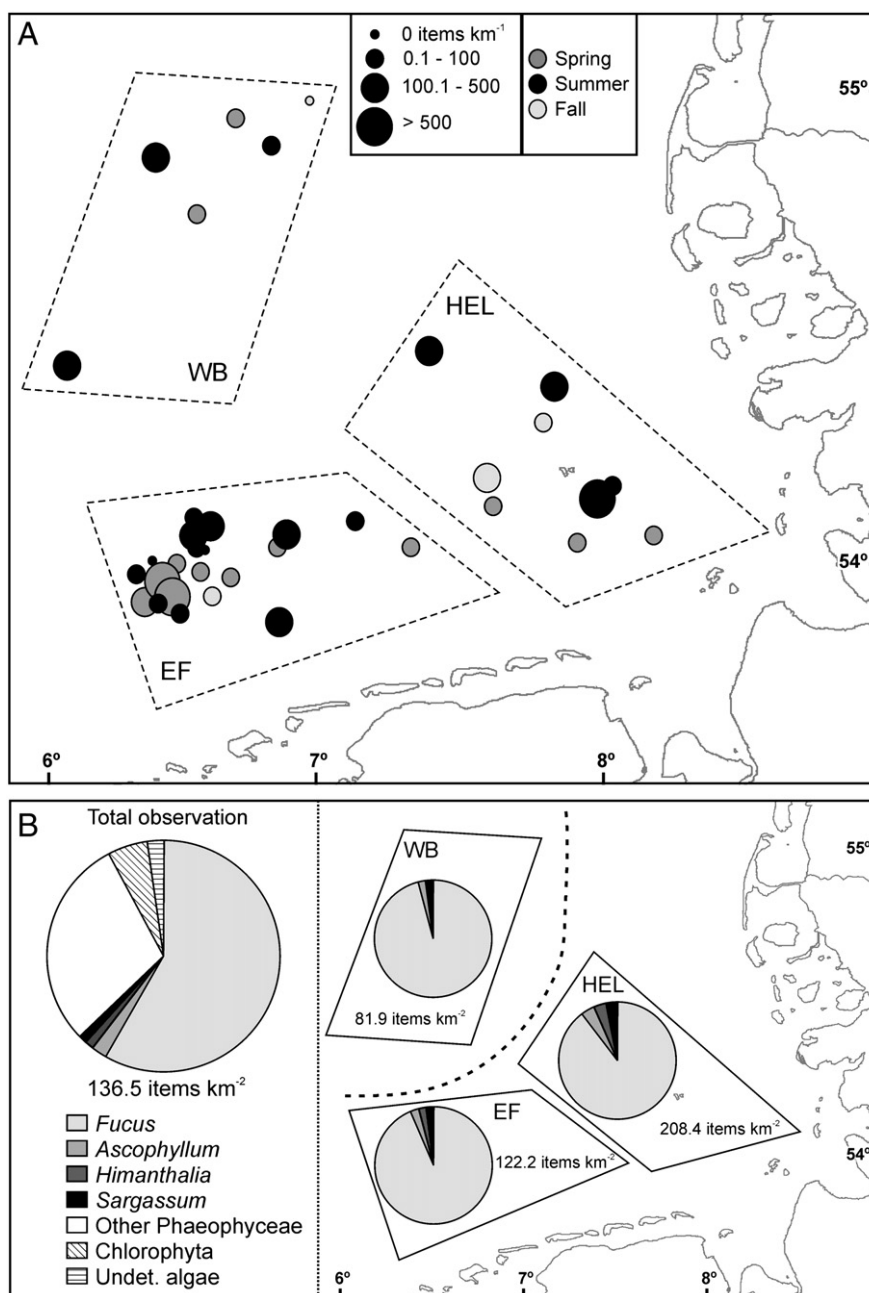 A
0 items km-1
0.1 - 100
100.1 - 500
> 500
Spring
Summer
Fall
55º
WB
HEL
54º
EF
6º
7º
8º
B
Total observation
136.5 items km-2
Fucus
Ascophyllum
Himanthalia
Sargassum
Other Phaeophyceae
Chlorophyta
Undet. algae
WB
81.9 items km-2
HEL
208.4 items km-2
EF
122.2 items km-2
55º
54º
6º
7º
8º